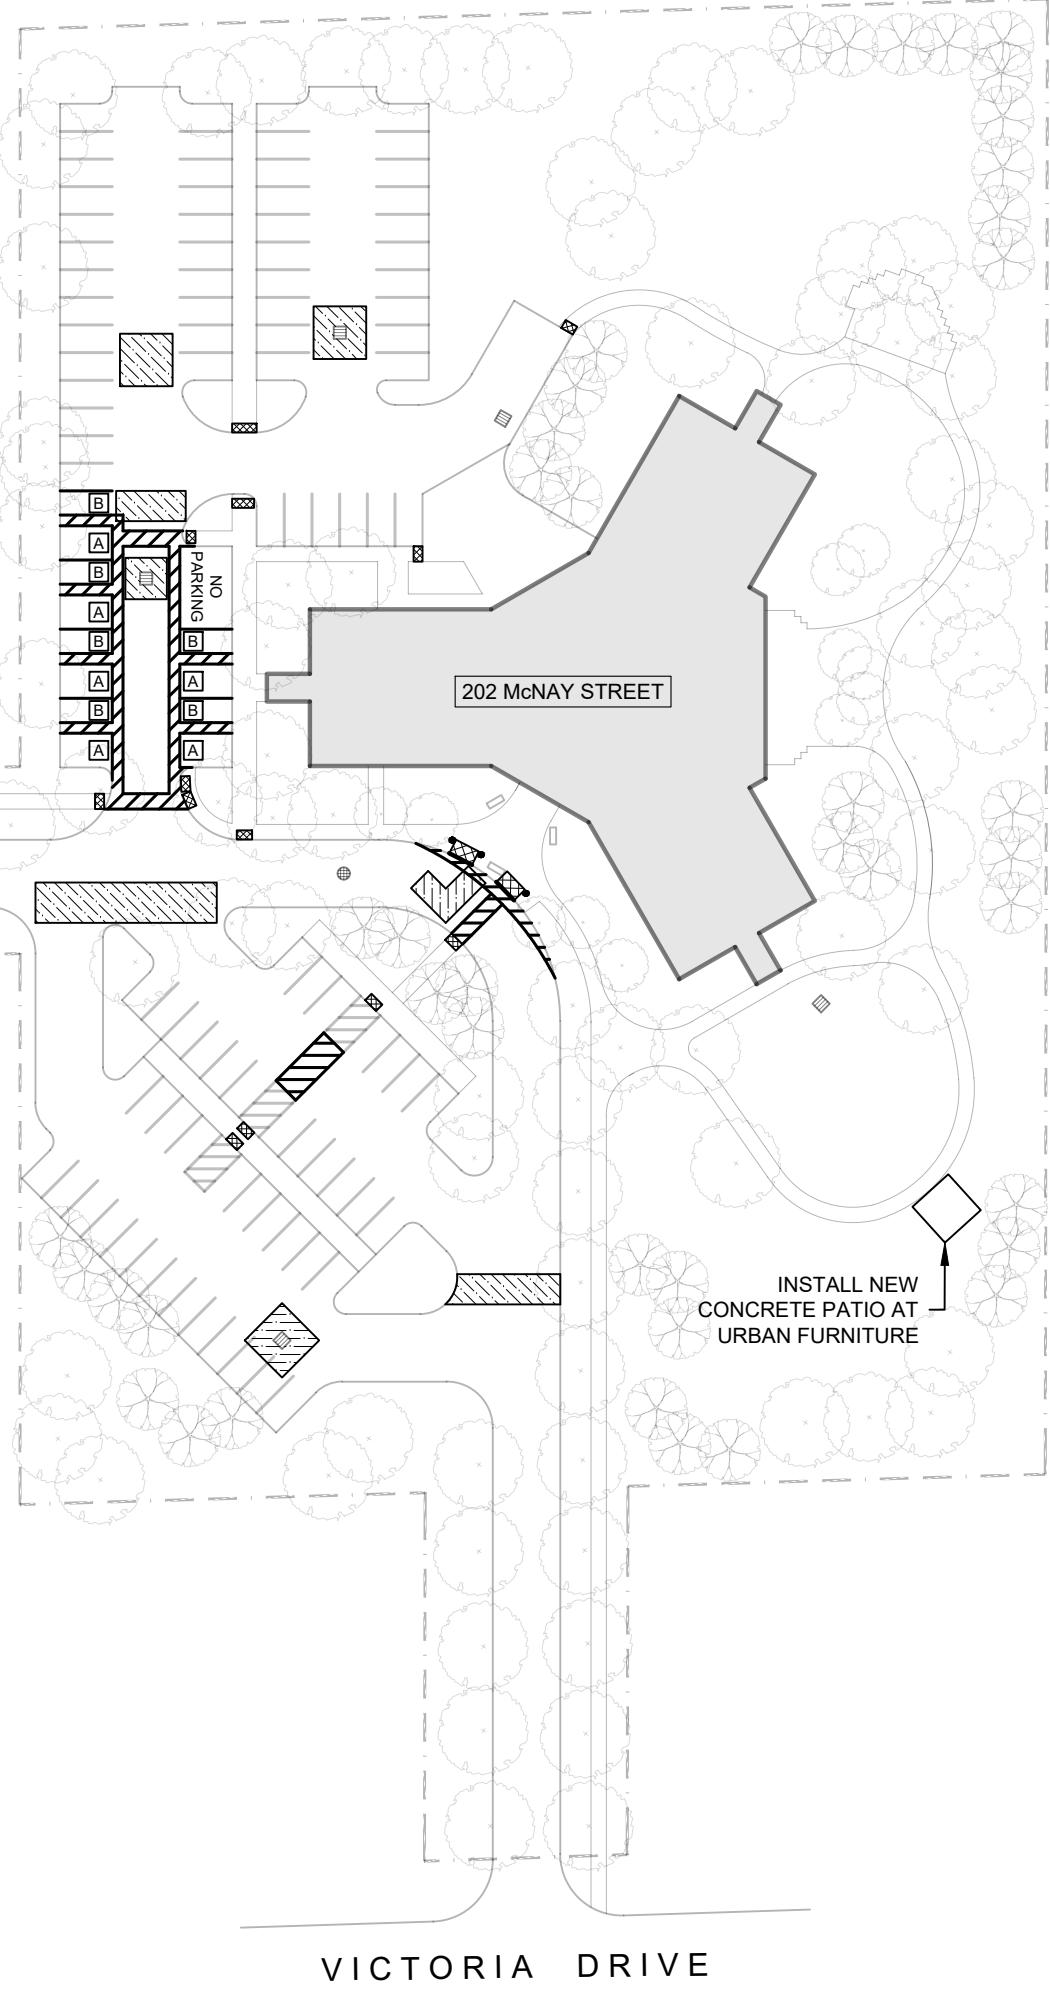 B
A
B
A
B
A
B
A
NO
PARKING
B
A
B
A
202 McNAY STREET
INSTALL NEW
CONCRETE PATIO AT
URBAN FURNITURE
VICTORIA DRIVE